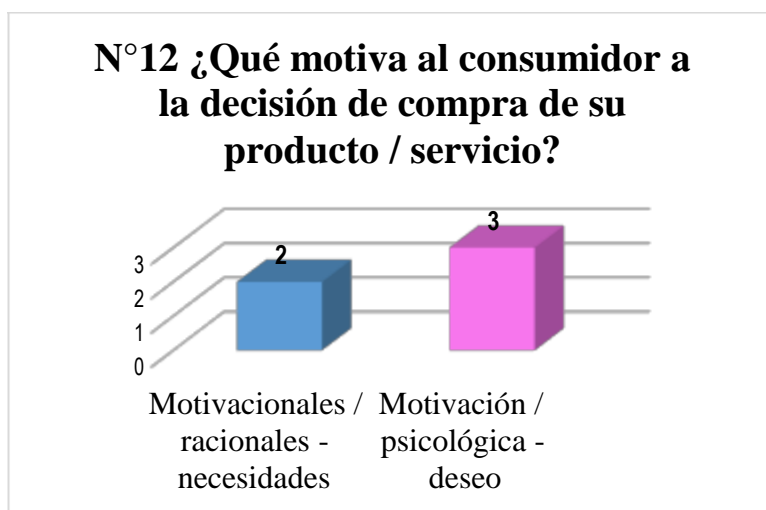 N°12 ¿Qué motiva al consumidor a
la decisión de compra de su
producto / servicio?
3
2
3
2
1
0
Motivacionales /
racionales -
necesidades
Motivación /
psicológica -
deseo